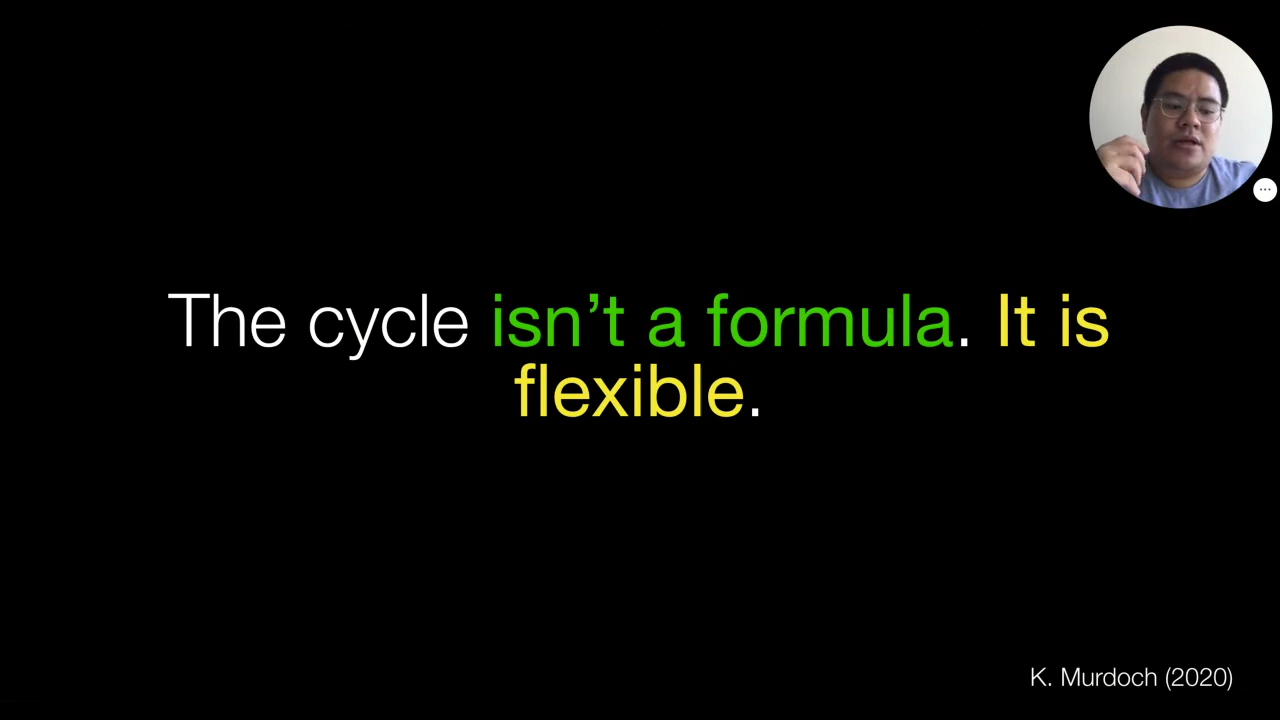 The cycle isn’t a formula. It is
flexible.
K. Murdoch (2020)